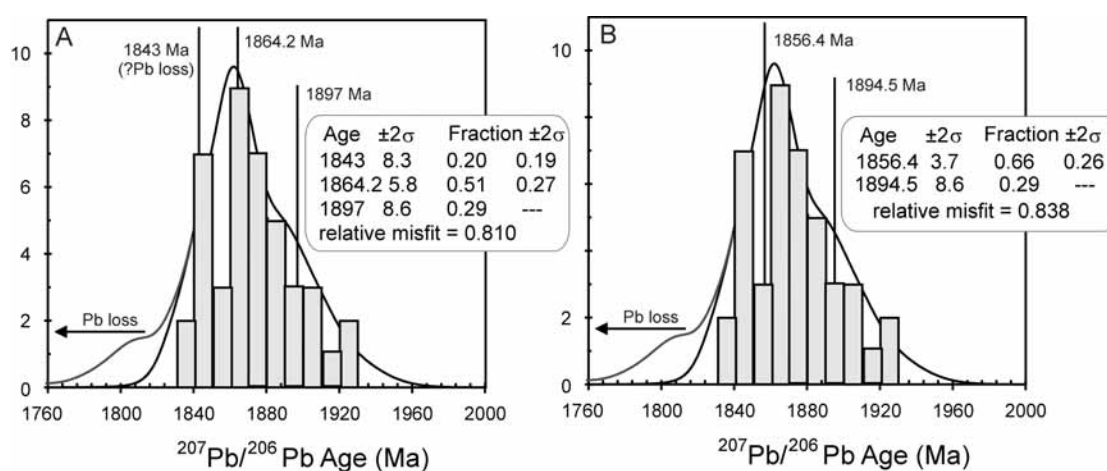 A
1843 Ma
(?Pb loss)
1864.2 Ma
1897 Ma
Age ±2σ Fraction ±2σ
1843 8.3 0.20 0.19
1864.2 5.8 0.51 0.27
1897 8.6 0.29 ---
relative misfit = 0.810
Pb loss
10
8
6
4
2
0
1760 1800 1840 1880 1920 1960 2000
207Pb/206 Pb Age (Ma)
B
1856.4 Ma
1894.5 Ma
Age ±2σ Fraction ±2σ
1856.4 3.7 0.66 0.26
1894.5 8.6 0.29 ---
relative misfit = 0.838
Pb loss
10
2
0
1760 1800 1840 1880 1920 1960 2000
207Pb/206 Pb Age (Ma)